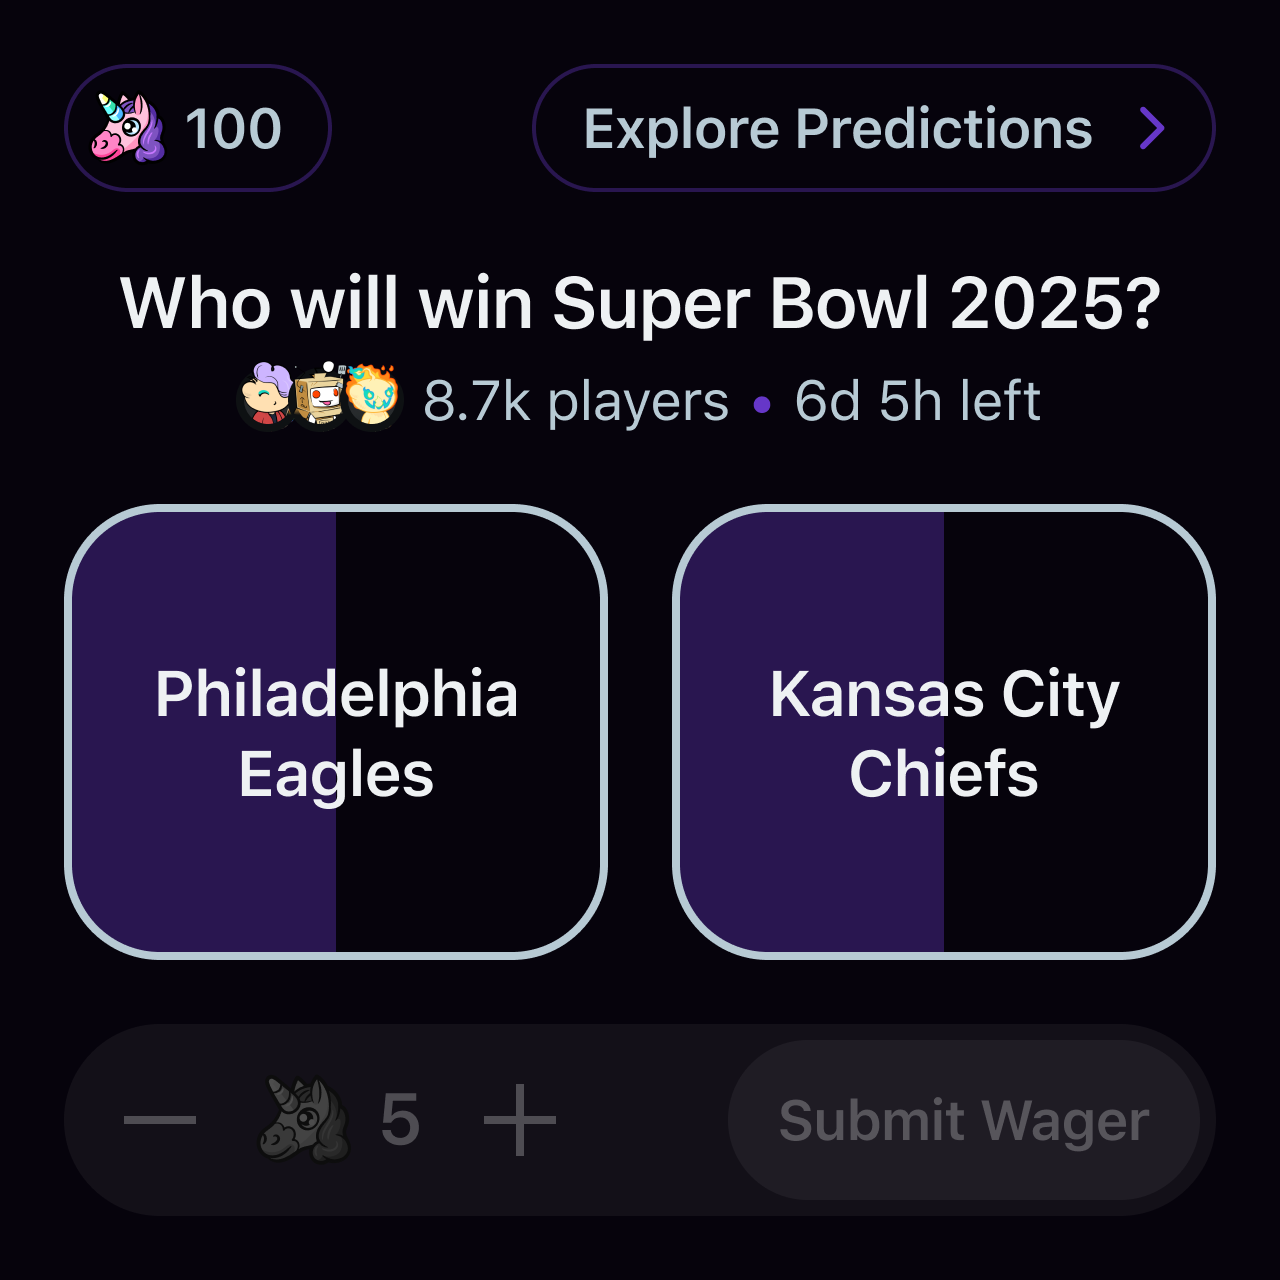 100
Explore Predictions
Who will win Super Bowl 2025?
8.7k players • 6d 5h left
Philadelphia
Eagles
Kansas City
Chiefs
5
Submit Wager